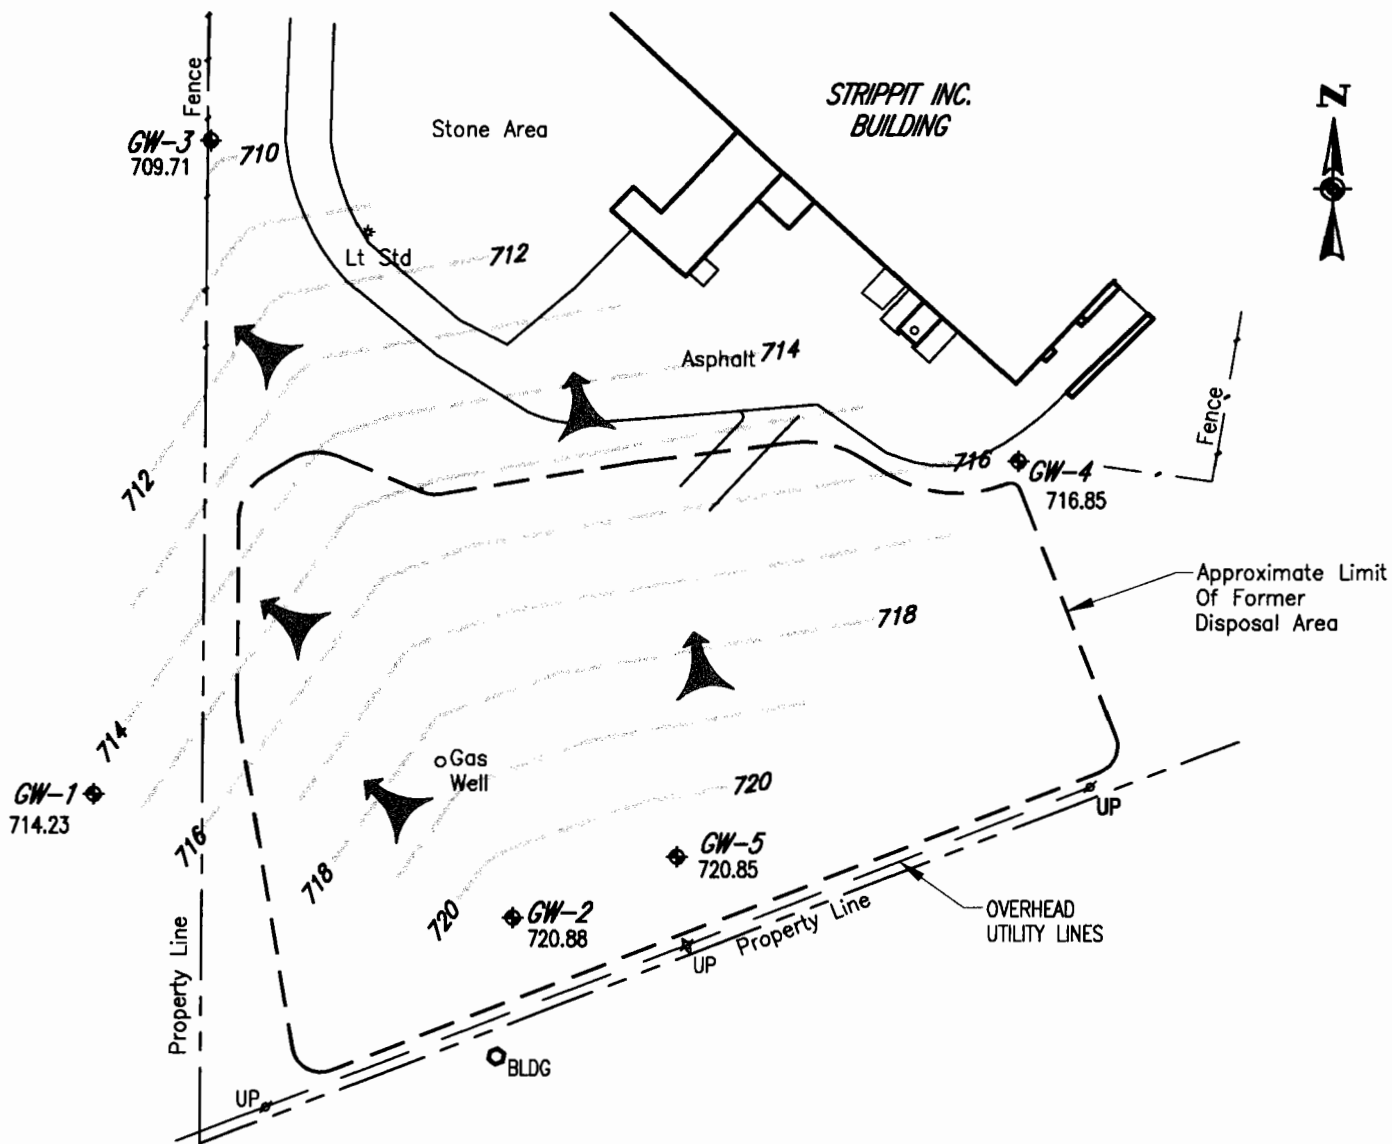 STRIPPIT INC.
BUILDING
N
Fence
Stone Area
GW-3
709.71
710
Lt Std
712
Asphalt
714
Fence
716
GW-4
716.85
712
Approximate Limit
Of Former
Disposal Area
718
714
Gas
Well
GW-1
714.23
720
716
GW-5
720.85
718
720
GW-2
720.88
UP
OVERHEAD
UTILITY LINES
Property Line
UP
Property Line
BLDG
UP